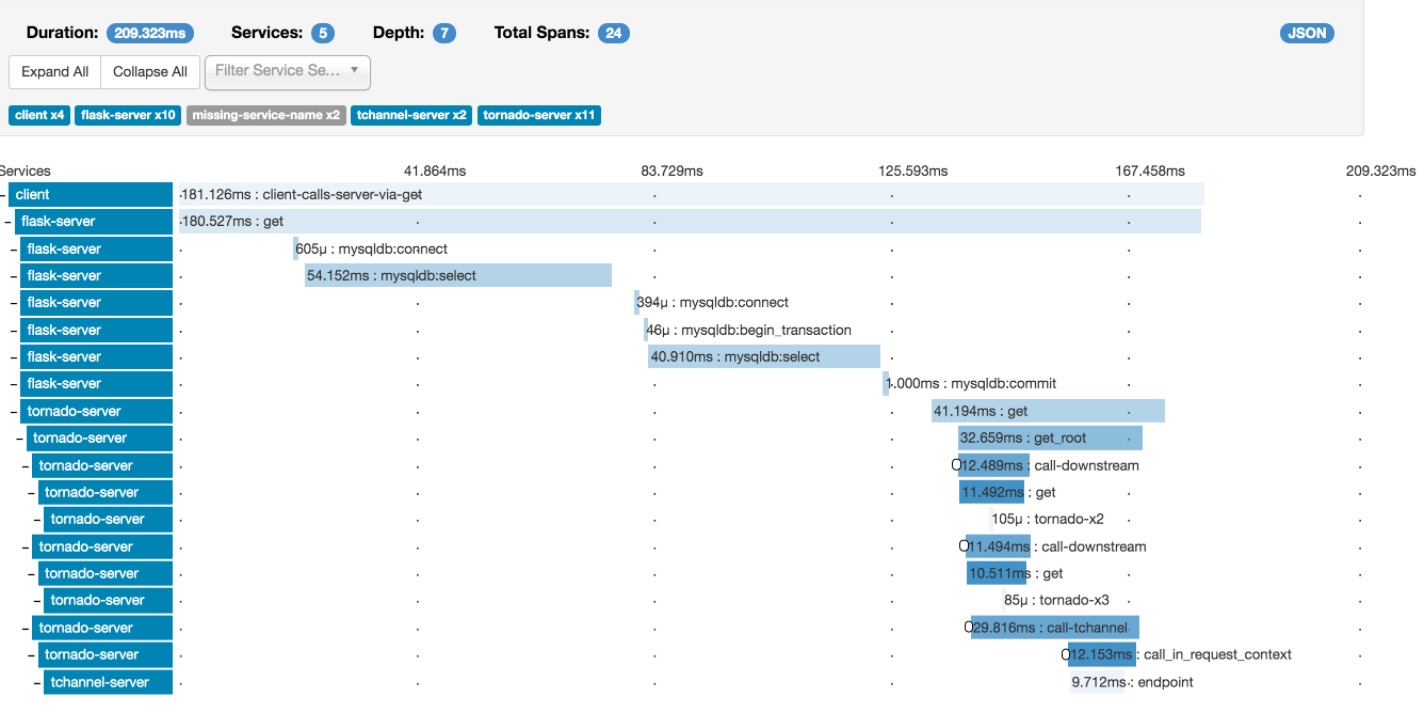 Duration: 209.323ms Services: 5 Depth: 7 Total Spans: 24 JSON
Expand All Collapse All Filter Service Se...
client x4 flask-server x10 missing-service-name x2 tchannel-server x2 tornado-server x11
Services 41.864ms 83.729ms 125.593ms 167.458ms 209.323ms
client 181.126ms : client-calls-server-via-get
flask-server 180.527ms : get
flask-server 605μ : mysqldb:connect
flask-server 54.152ms : mysqldb:select
flask-server 394μ : mysqldb:connect
flask-server 46μ : mysqldb:begin_transaction
flask-server 40.910ms : mysqldb:select
flask-server 1.000ms : mysqldb:commit
tornado-server 41.194ms : get
tornado-server 32.659ms : get_root
tornado-server 12.489ms : call-downstream
tornado-server 11.492ms : get
tornado-server 105μ : tornado-x2
tornado-server 11.494ms : call-downstream
tornado-server 10.511ms : get
tornado-server 85μ : tornado-x3
tornado-server 29.816ms : call-tchannel
tornado-server 12.153ms : call_in_request_context
tchannel-server 9.712ms : endpoint